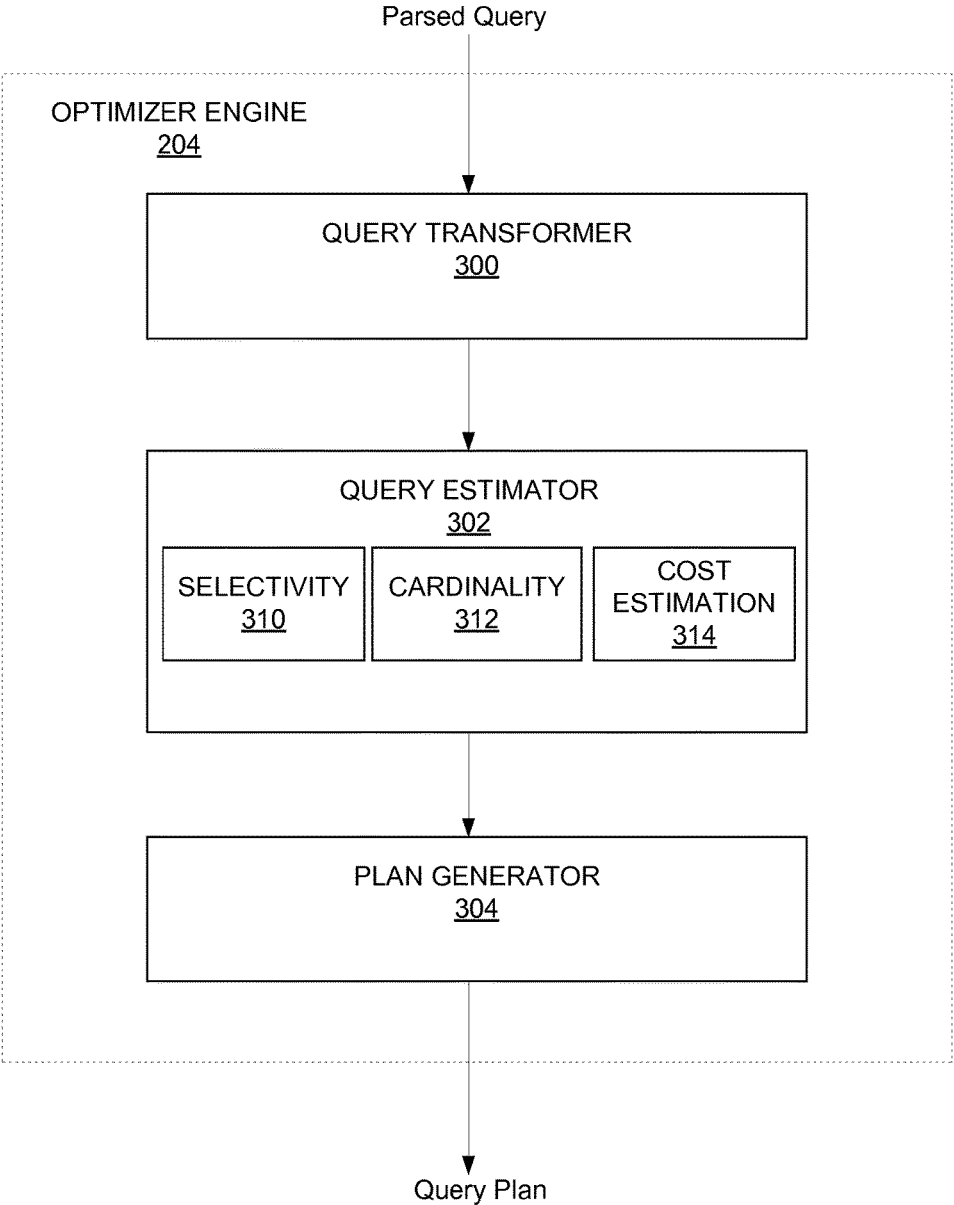 Parsed Query
OPTIMIZER ENGINE
204
QUERY TRANSFORMER
300
QUERY ESTIMATOR
302
SELECTIVITY
310
CARDINALITY
312
COST
ESTIMATION
314
PLAN GENERATOR
304
Query Plan